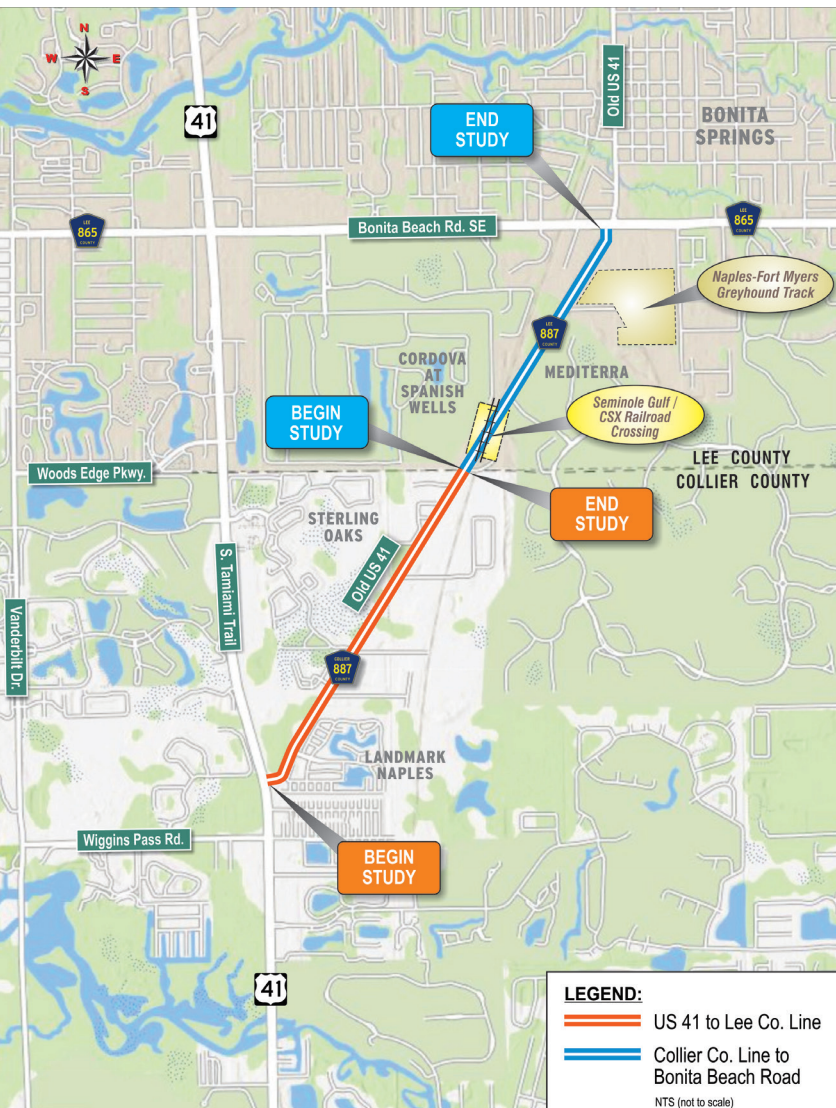 N
W E
S
41
Old US 41
END
STUDY
BONITA
SPRINGS
LEE
865
COUNTY
Bonita Beach Rd. SE
LEE
865
COUNTY
Naples-Fort Myers
Greyhound Track
LEE
887
COUNTY
CORDOVA
AT
SPANISH
WELLS
MEDITERRA
BEGIN
STUDY
Seminole Gulf /
CSX Railroad
Crossing
Woods Edge Pkwy.
LEE COUNTY
COLLIER COUNTY
END
STUDY
STERLING
OAKS
Old US 41
S. Tamiami Trail
Vanderbilt Dr.
COLLIER
887
COUNTY
LANDMARK
NAPLES
Wiggins Pass Rd.
BEGIN
STUDY
41
LEGEND:
US 41 to Lee Co. Line
Collier Co. Line to
Bonita Beach Road
NTS (not to scale)